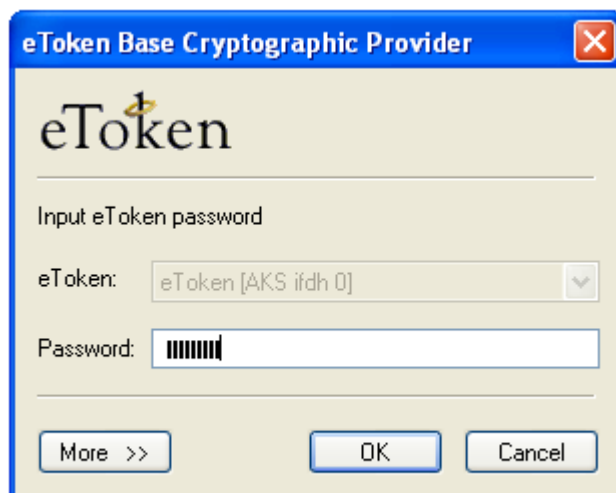 eToken Base Cryptographic Provider
eToken
Input eToken password
eToken: eToken [AKS ifdh 0]
Password:
More >> OK Cancel